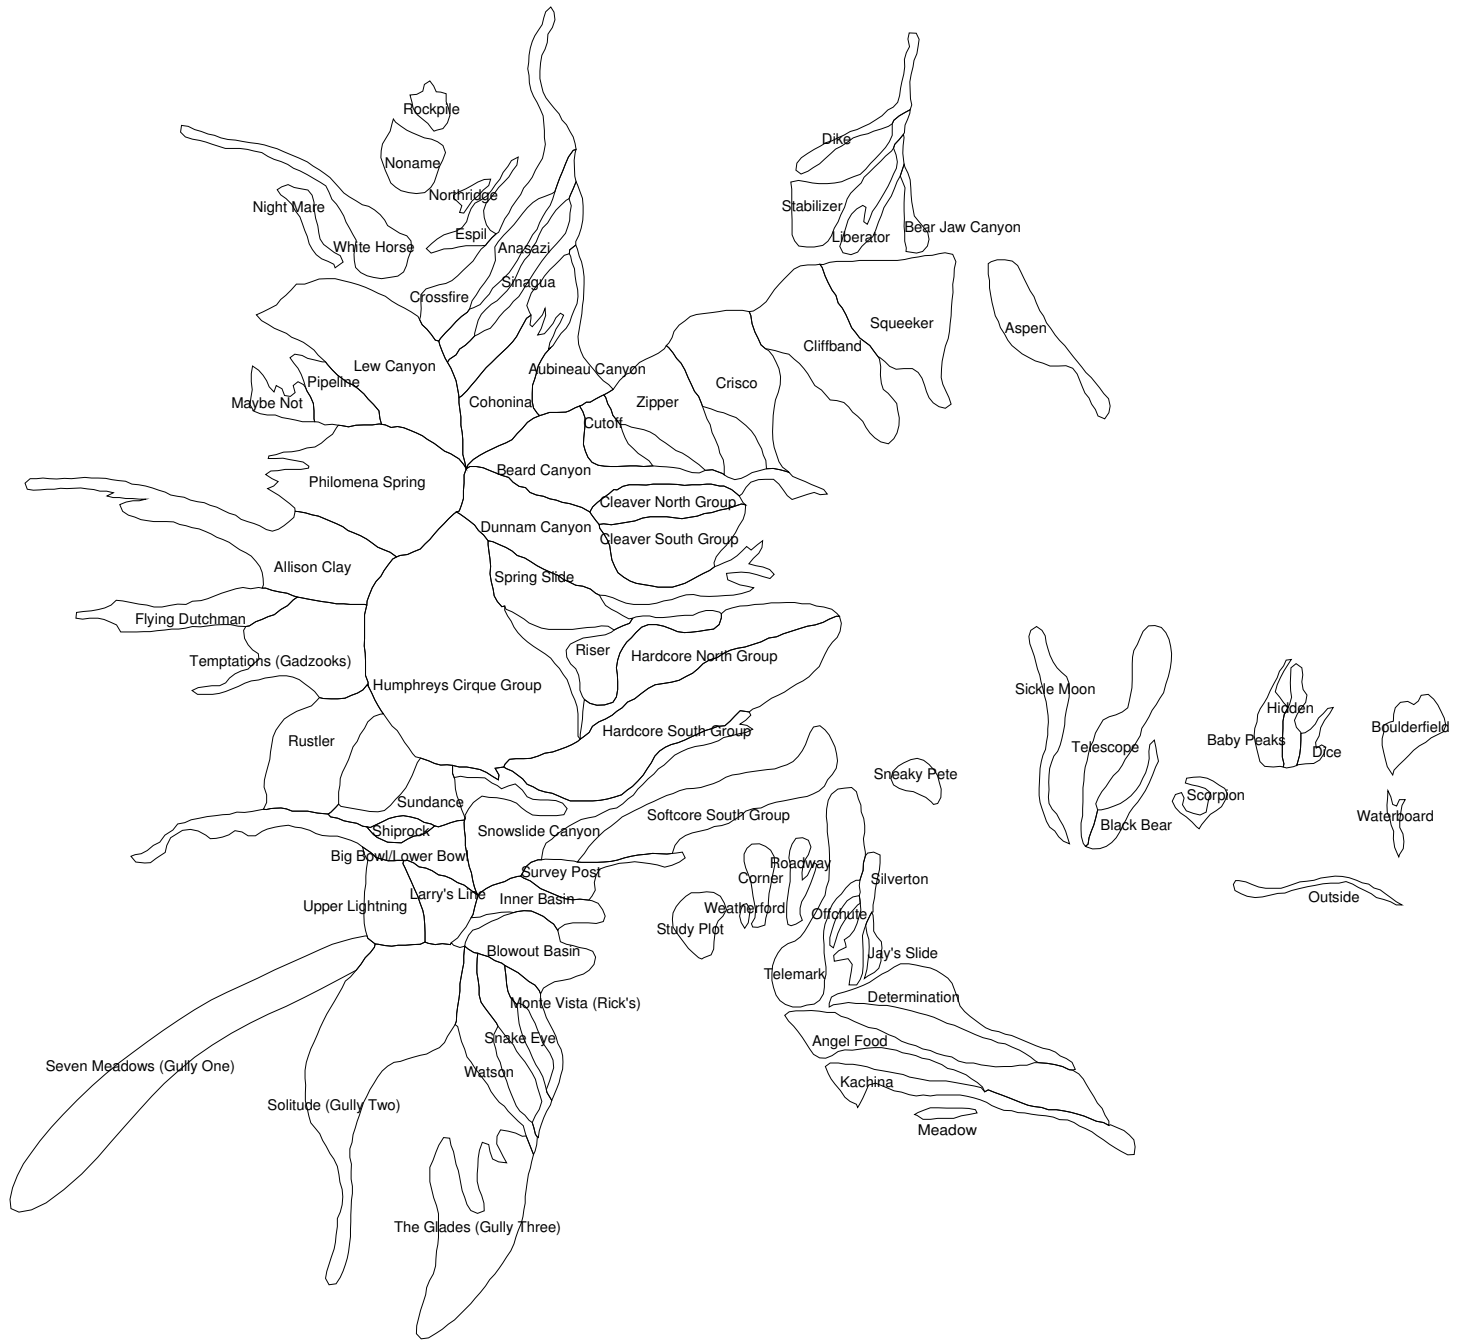 Rockpile
Dike
Noname
Northridge
Night Mare
Stabilizer
Espil
Liberator
Bear Jaw Canyon
White Horse
Anasazi
Sinagua
Crossfire
Squeeker
Aspen
Cliffband
Lew Canyon
Aubineau Canyon
Pipeline
Crisco
Maybe Not
Cohonina
Zipper
Cutoff
Beard Canyon
Philomena Spring
Cleaver North Group
Dunnam Canyon
Cleaver South Group
Allison Clay
Spring Slide
Flying Dutchman
Riser
Hardcore North Group
Temptations (Gadzooks)
Humphreys Cirque Group
Sickle Moon
Hidden
Rustler
Hardcore South Group
Boulderfield
Telescope
Baby Peaks
Dice
Sneaky Pete
Scorpion
Sundance
Softcore South Group
Waterboard
Shiprock
Snowslide Canyon
Black Bear
Big Bowl/Lower Bowl
Roadway
Survey Post
Corner
Silverton
Larry's Line
Inner Basin
Outside
Upper Lightning
Weatherford
Offchute
Study Plot
Blowout Basin
Jay's Slide
Telemark
Monte Vista (Rick's)
Determination
Snake Eye
Angel Food
Seven Meadows (Gully One)
Watson
Kachina
Solitude (Gully Two)
Meadow
The Glades (Gully Three)